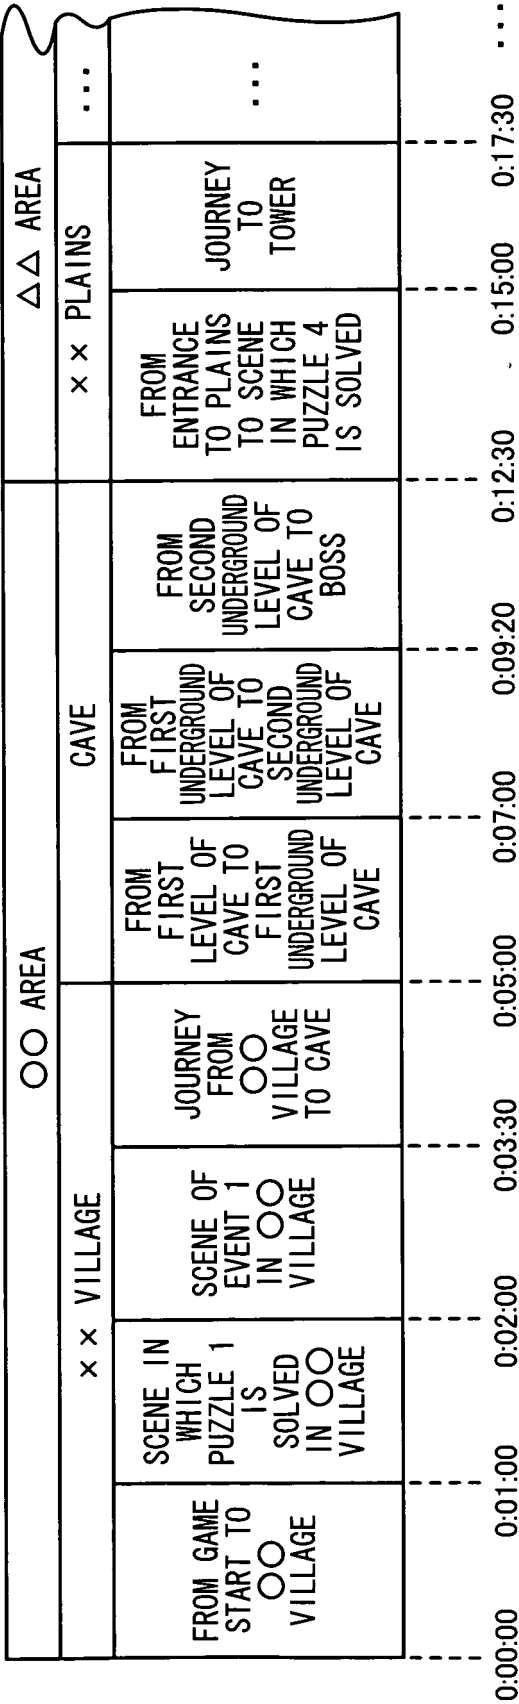 ○○ AREA
△△ AREA
× × VILLAGE
CAVE
× × PLAINS
...
FROM GAME
START TO
○○
VILLAGE
SCENE IN
WHICH
PUZZLE 1
IS
SOLVED
IN ○○
VILLAGE
SCENE OF
EVENT 1
IN ○○
VILLAGE
JOURNEY
FROM
○○
VILLAGE
TO CAVE
FROM
FIRST
LEVEL OF
CAVE TO
FIRST
UNDERGROUND
LEVEL OF
CAVE
FROM
FIRST
UNDERGROUND
LEVEL OF
CAVE TO
SECOND
UNDERGROUND
LEVEL OF
CAVE
FROM
SECOND
UNDERGROUND
LEVEL OF
CAVE TO
BOSS
FROM
ENTRANCE
TO PLAINS
TO SCENE
IN WHICH
PUZZLE 4
IS SOLVED
JOURNEY
TO
TOWER
...
0:00:00
0:01:00
0:02:00
0:03:30
0:05:00
0:07:00
0:09:20
0:12:30
0:15:00
0:17:30
...